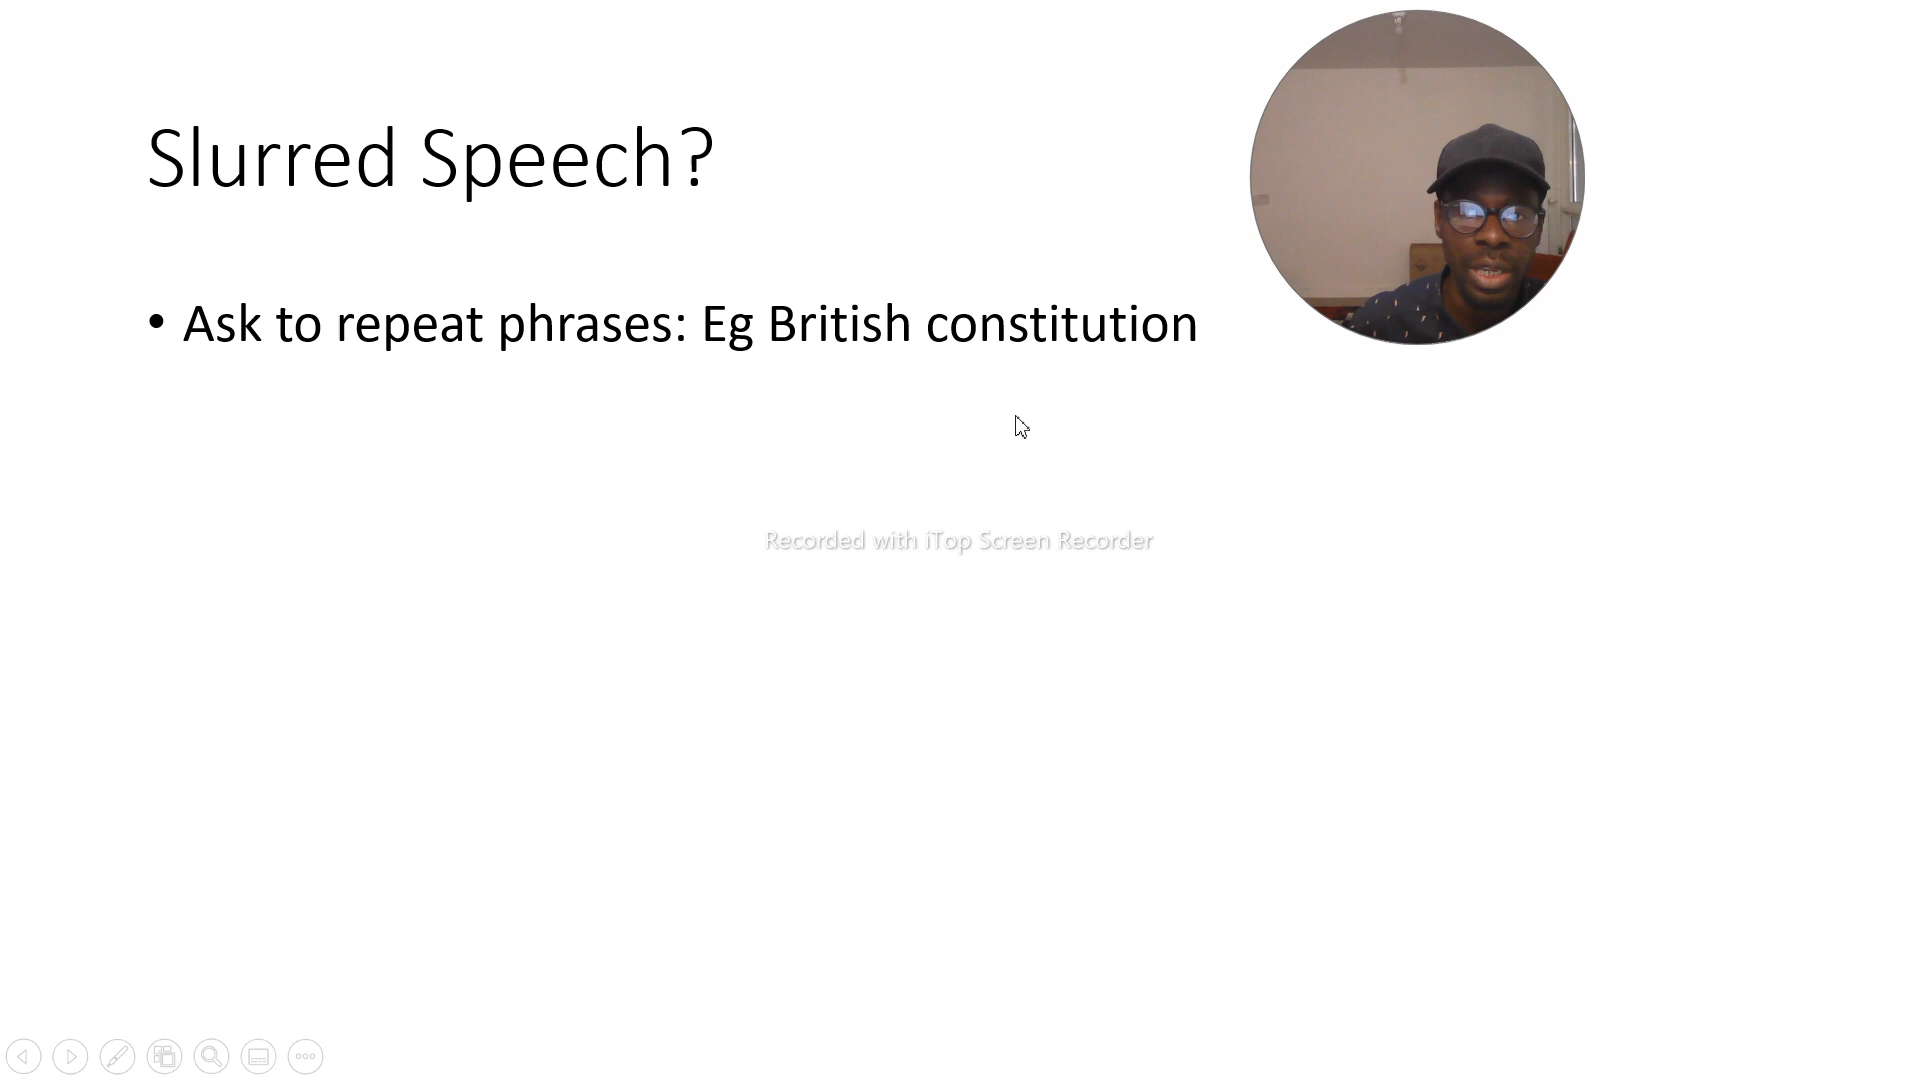 Slurred Speech?
• Ask to repeat phrases: Eg British constitution
Recorded with iTop Screen Recorder